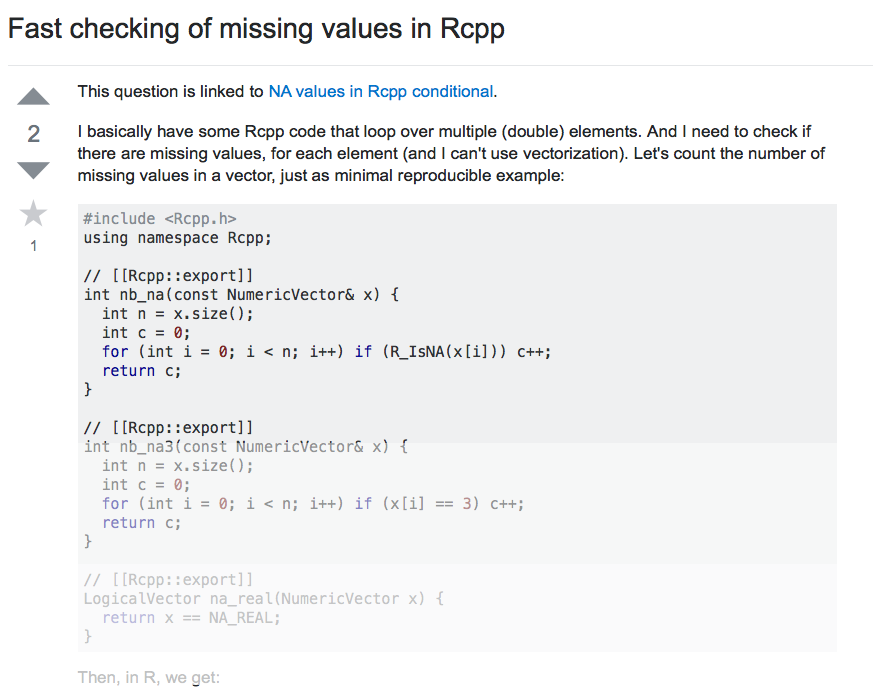 Fast checking of missing values in Rcpp
This question is linked to NA values in Rcpp conditional.
2
I basically have some Rcpp code that loop over multiple (double) elements. And I need to check if
there are missing values, for each element (and I can't use vectorization). Let's count the number of
missing values in a vector, just as minimal reproducible example:
1
#include <Rcpp.h>
using namespace Rcpp;
// [[Rcpp::export]]
int nb_na(const NumericVector& x) {
  int n = x.size();
  int c = 0;
  for (int i = 0; i < n; i++) if (R_IsNA(x[i])) c++;
  return c;
}
// [[Rcpp::export]]
int nb_na3(const NumericVector& x) {
  int n = x.size();
  int c = 0;
  for (int i = 0; i < n; i++) if (x[i] == 3) c++;
  return c;
}
// [[Rcpp::export]]
LogicalVector na_real(NumericVector x) {
  return x == NA_REAL;
}
Then, in R, we get: